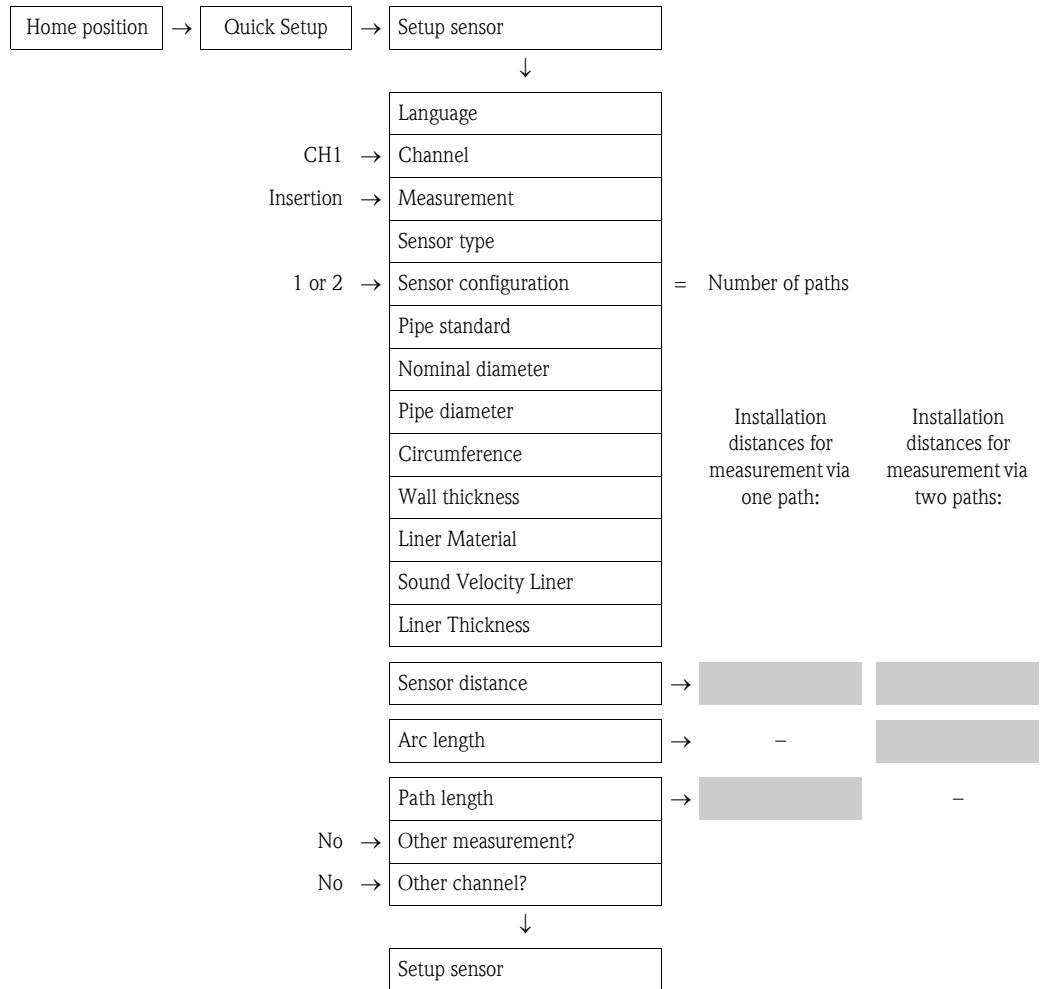 Home position → Quick Setup → Setup sensor
↓
Language
CH1 → Channel
Insertion → Measurement
Sensor type
1 or 2 → Sensor configuration = Number of paths
Pipe standard
Nominal diameter
Pipe diameter
Circumference
Wall thickness
Liner Material
Sound Velocity Liner
Liner Thickness
Installation
distances for
measurement via
one path:
Installation
distances for
measurement via
two paths:
Sensor distance →
Arc length → –
Path length → –
No → Other measurement?
No → Other channel?
↓
Setup sensor